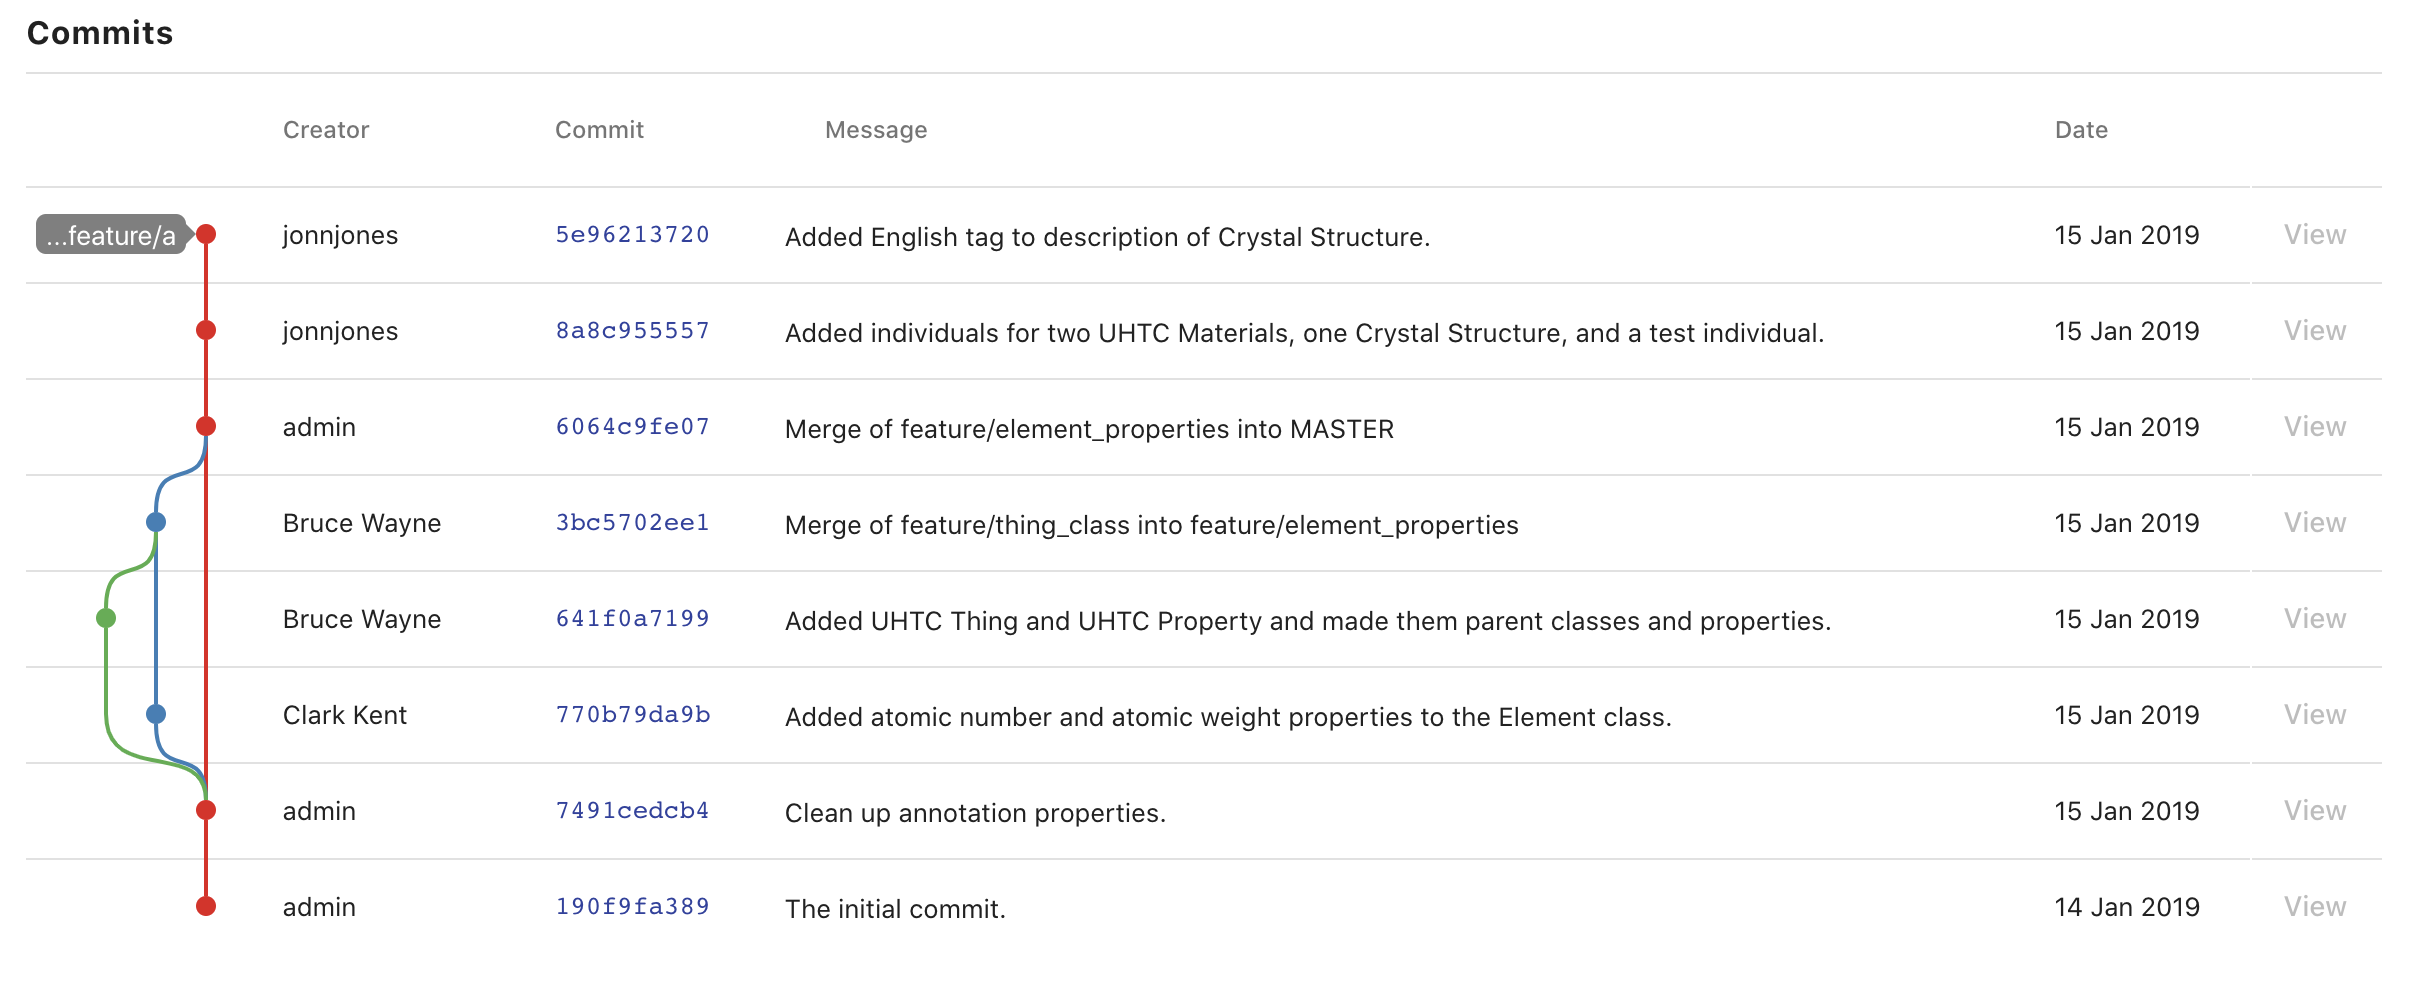 Commits
Creator Commit Message Date
...feature/a jonnjones 5e96213720 Added English tag to description of Crystal Structure. 15 Jan 2019 View
jonnjones 8a8c955557 Added individuals for two UHTC Materials, one Crystal Structure, and a test individual. 15 Jan 2019 View
admin 6064c9fe07 Merge of feature/element_properties into MASTER 15 Jan 2019 View
Bruce Wayne 3bc5702ee1 Merge of feature/thing_class into feature/element_properties 15 Jan 2019 View
Bruce Wayne 641f0a7199 Added UHTC Thing and UHTC Property and made them parent classes and properties. 15 Jan 2019 View
Clark Kent 770b79da9b Added atomic number and atomic weight properties to the Element class. 15 Jan 2019 View
admin 7491cedcb4 Clean up annotation properties. 15 Jan 2019 View
admin 190f9fa389 The initial commit. 14 Jan 2019 View